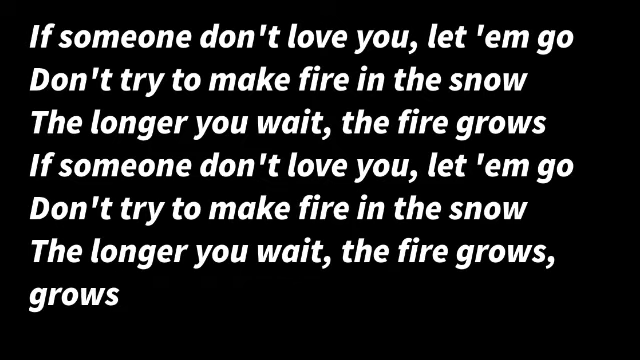 If someone don't love you, let 'em go
Don't try to make fire in the snow
The longer you wait, the fire grows
If someone don't love you, let 'em go
Don't try to make fire in the snow
The longer you wait, the fire grows,
grows